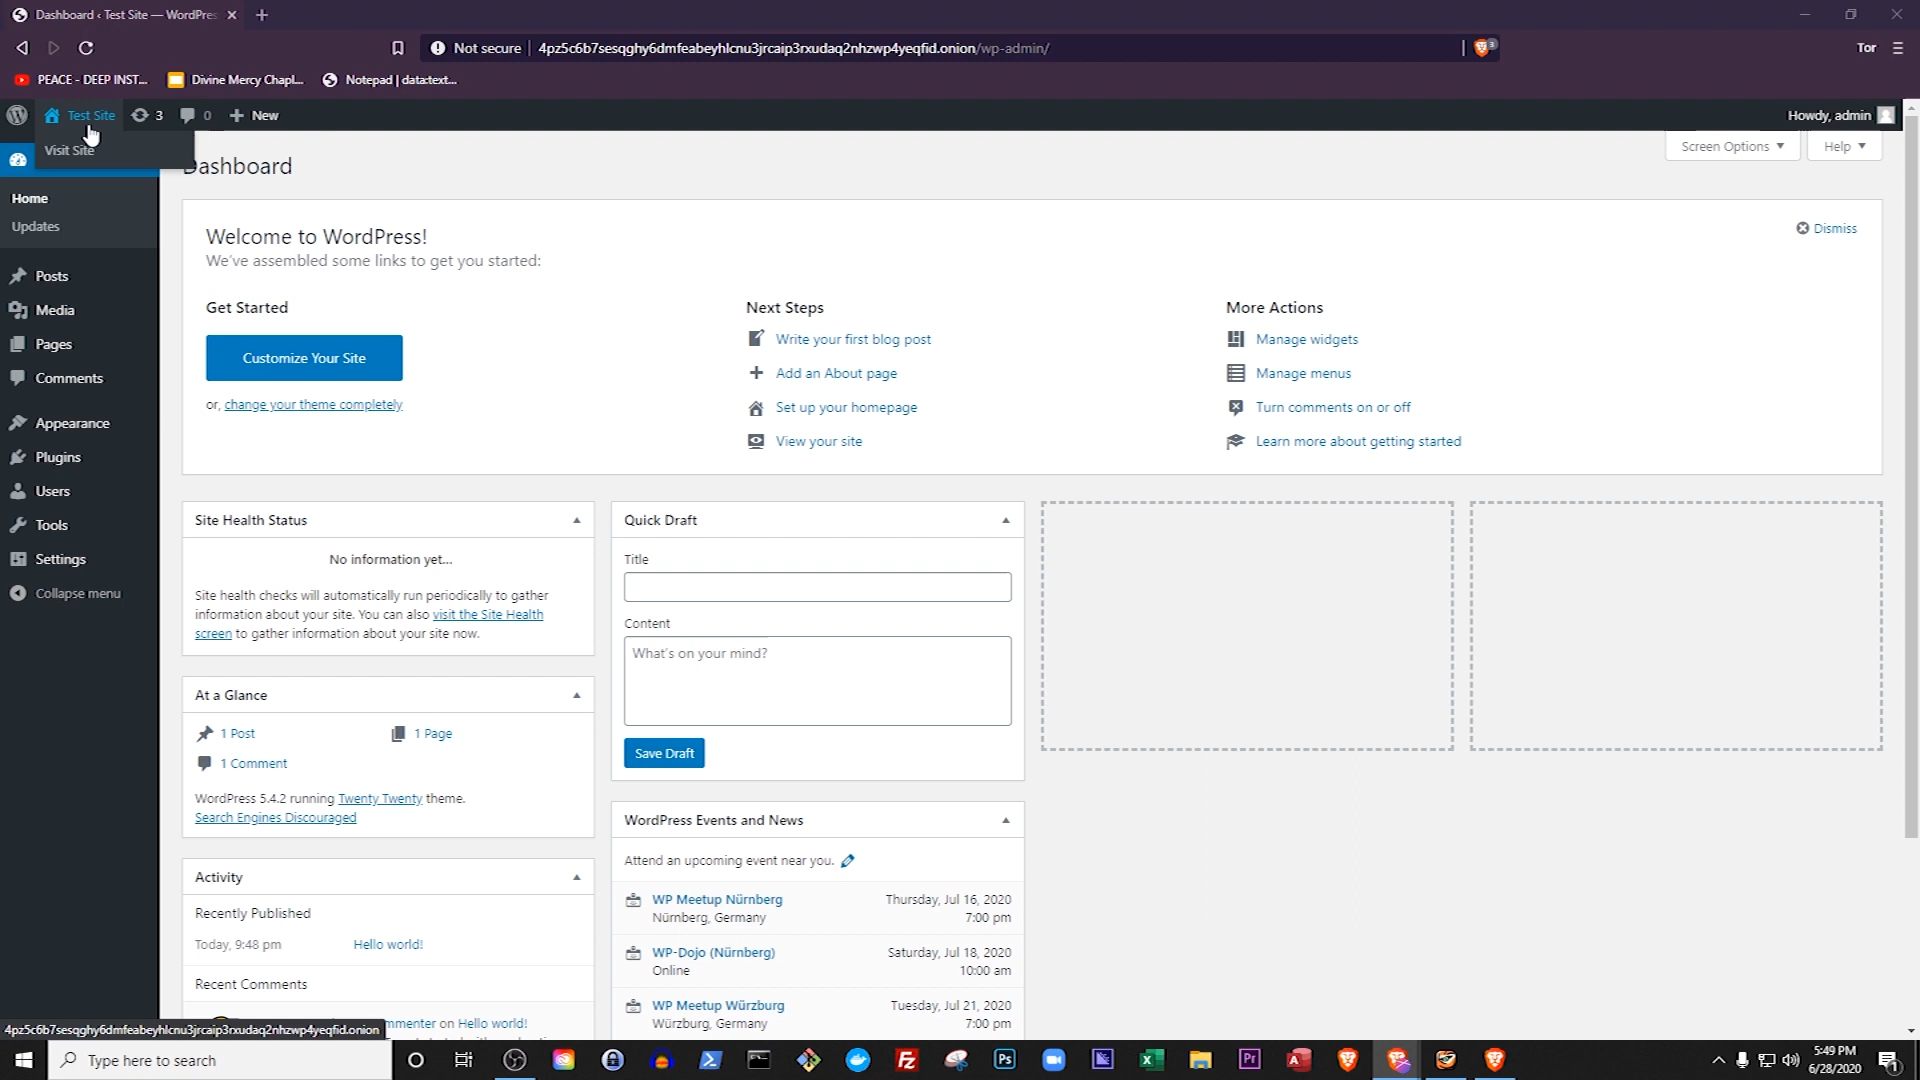 Dashboard ‹ Test Site — WordPres
Not secure
4pz5c6b7sesqghy6dmfeabeyhlcnu3jrcaip3rxudaq2nhzwp4yeqfid.onion/wp-admin/
3
Tor
PEACE - DEEP INST...
Divine Mercy Chapl...
Notepad | data:text...
Test Site
3
0
New
Howdy, admin
Visit Site
Dashboard
Screen Options
Help
Home
Updates
Posts
Media
Pages
Comments
Appearance
Plugins
Users
Tools
Settings
Collapse menu
Welcome to WordPress!
We've assembled some links to get you started:
Dismiss
Get Started
Customize Your Site
or, change your theme completely
Next Steps
Write your first blog post
Add an About page
Set up your homepage
View your site
More Actions
Manage widgets
Manage menus
Turn comments on or off
Learn more about getting started
Site Health Status
No information yet...
Site health checks will automatically run periodically to gather
information about your site. You can also visit the Site Health
screen to gather information about your site now.
At a Glance
1 Post
1 Page
1 Comment
WordPress 5.4.2 running Twenty Twenty theme.
Search Engines Discouraged
Activity
Recently Published
Today, 9:48 pm
Hello world!
Recent Comments
mmenter on Hello world!
Quick Draft
Title
Content
What's on your mind?
Save Draft
WordPress Events and News
Attend an upcoming event near you.
WP Meetup Nürnberg
Nürnberg, Germany
Thursday, Jul 16, 2020
7:00 pm
WP-Dojo (Nürnberg)
Online
Saturday, Jul 18, 2020
10:00 am
WP Meetup Würzburg
Würzburg, Germany
Tuesday, Jul 21, 2020
7:00 pm
4pz5c6b7sesqghy6dmfeabeyhlcnu3jrcaip3rxudaq2nhzwp4yeqfid.onion
Type here to search
Ps
Pr
5:49 PM
6/28/2020
1